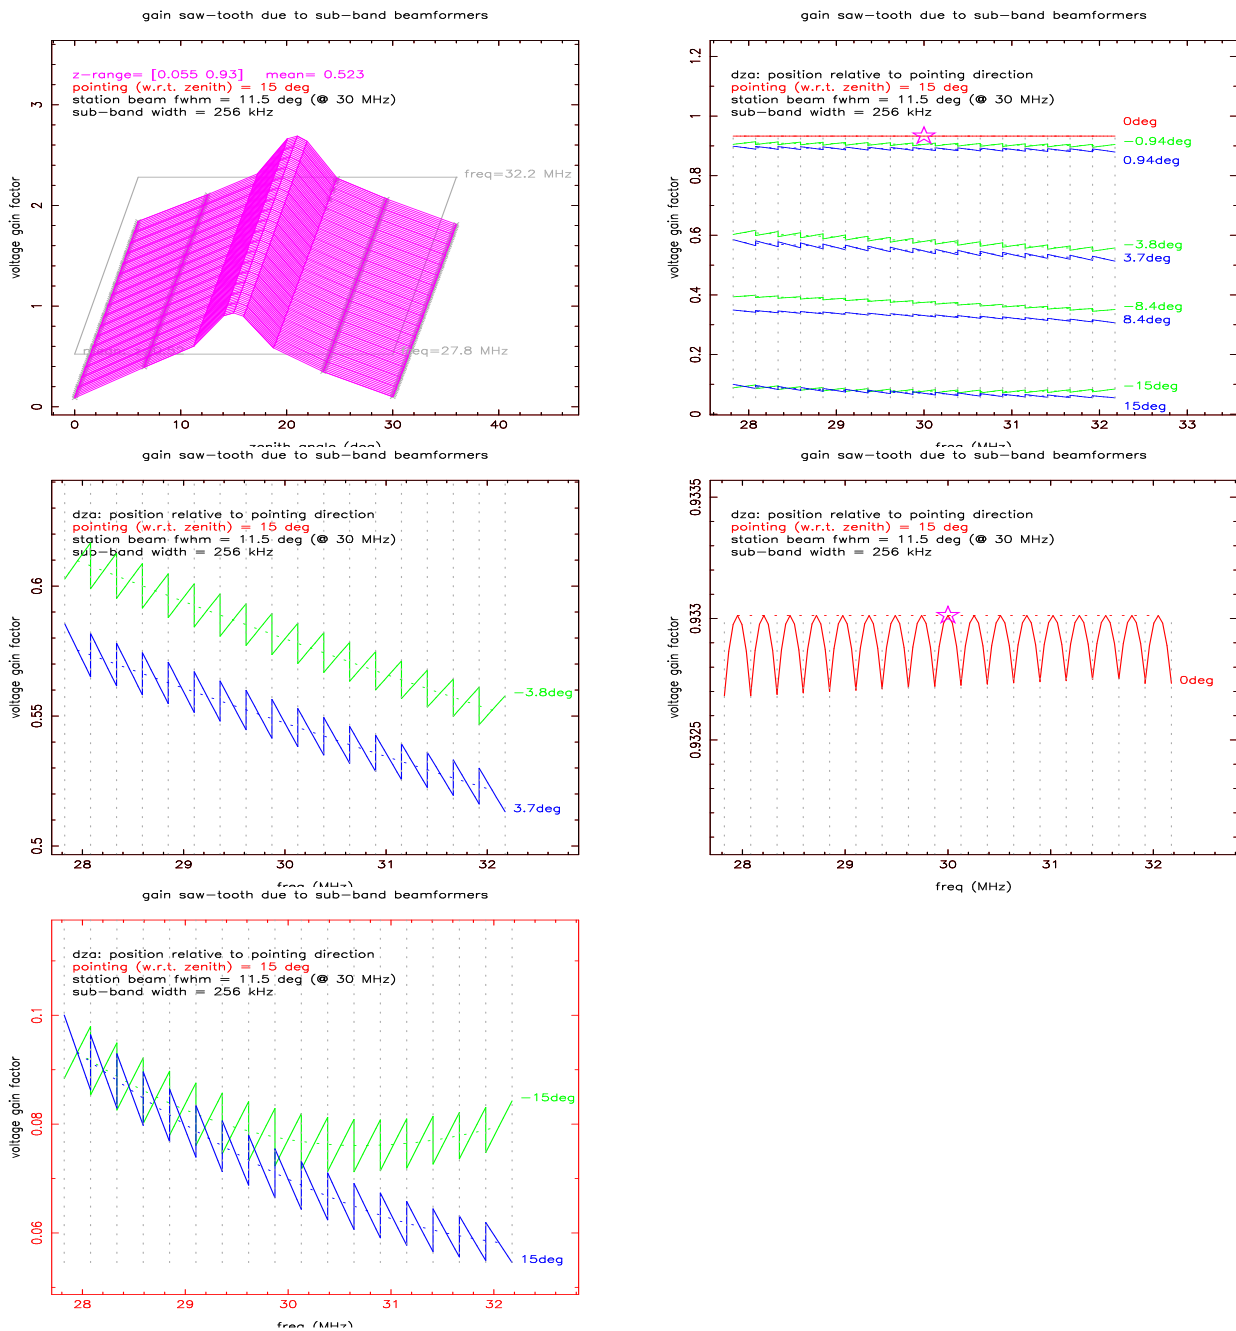 gain saw-tooth due to sub-band beamformers
z-range= [0.055 0.93] mean= 0.523
pointing (w.r.t. zenith) = 15 deg
station beam fwhm = 11.5 deg (@ 30 MHz)
sub-band width = 256 kHz
freq=32.2 MHz
freq=27.8 MHz
voltage gain factor
0 1 2 3
0 10 20 30 40
zenith angle (deg)
gain saw-tooth due to sub-band beamformers
dza: position relative to pointing direction
pointing (w.r.t. zenith) = 15 deg
station beam fwhm = 11.5 deg (@ 30 MHz)
sub-band width = 256 kHz
0deg
-0.94deg
0.94deg
-3.8deg
3.7deg
-8.4deg
8.4deg
-15deg
15deg
voltage gain factor
0 0.2 0.4 0.6 0.8 1 1.2
28 29 30 31 32 33
freq (MHz)
gain saw-tooth due to sub-band beamformers
dza: position relative to pointing direction
pointing (w.r.t. zenith) = 15 deg
station beam fwhm = 11.5 deg (@ 30 MHz)
sub-band width = 256 kHz
-3.8deg
3.7deg
voltage gain factor
0.5 0.55 0.6
28 29 30 31 32
freq (MHz)
gain saw-tooth due to sub-band beamformers
dza: position relative to pointing direction
pointing (w.r.t. zenith) = 15 deg
station beam fwhm = 11.5 deg (@ 30 MHz)
sub-band width = 256 kHz
0deg
voltage gain factor
0.9325 0.933 0.9335
28 29 30 31 32
freq (MHz)
gain saw-tooth due to sub-band beamformers
dza: position relative to pointing direction
pointing (w.r.t. zenith) = 15 deg
station beam fwhm = 11.5 deg (@ 30 MHz)
sub-band width = 256 kHz
-15deg
15deg
voltage gain factor
0.06 0.08 0.1
28 29 30 31 32
freq (MHz)